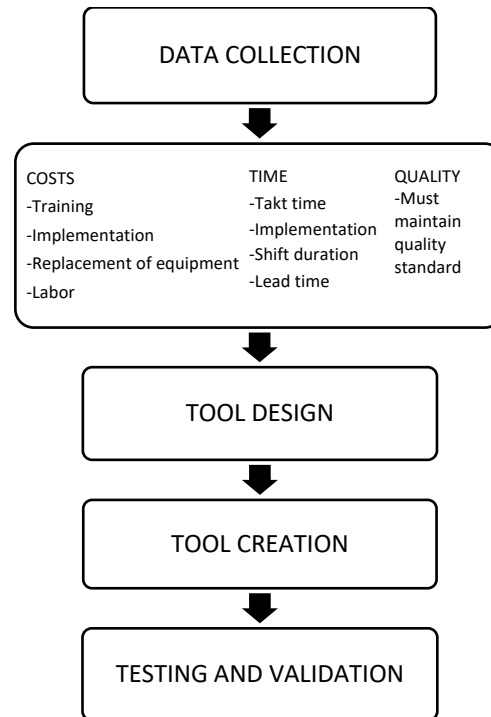 DATA COLLECTION
COSTS
-Training
-Implementation
-Replacement of equipment
-Labor
TIME
-Takt time
-Implementation
-Shift duration
-Lead time
QUALITY
-Must
maintain
quality
standard
TOOL DESIGN
TOOL CREATION
TESTING AND VALIDATION